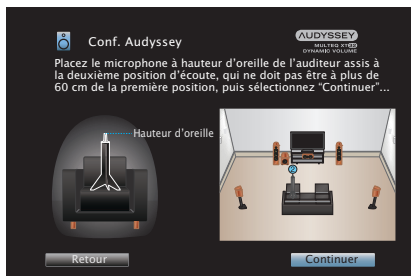 Conf. Audyssey
AUDYSSEY
MULTEQ XT32
DYNAMIC VOLUME
Placez le microphone à hauteur d'oreille de l'auditeur assis à
la deuxième position d'écoute, qui ne doit pas être à plus de
60 cm de la première position, puis sélectionnez “Continuer”...
Hauteur d'oreille
2
Retour
Continuer